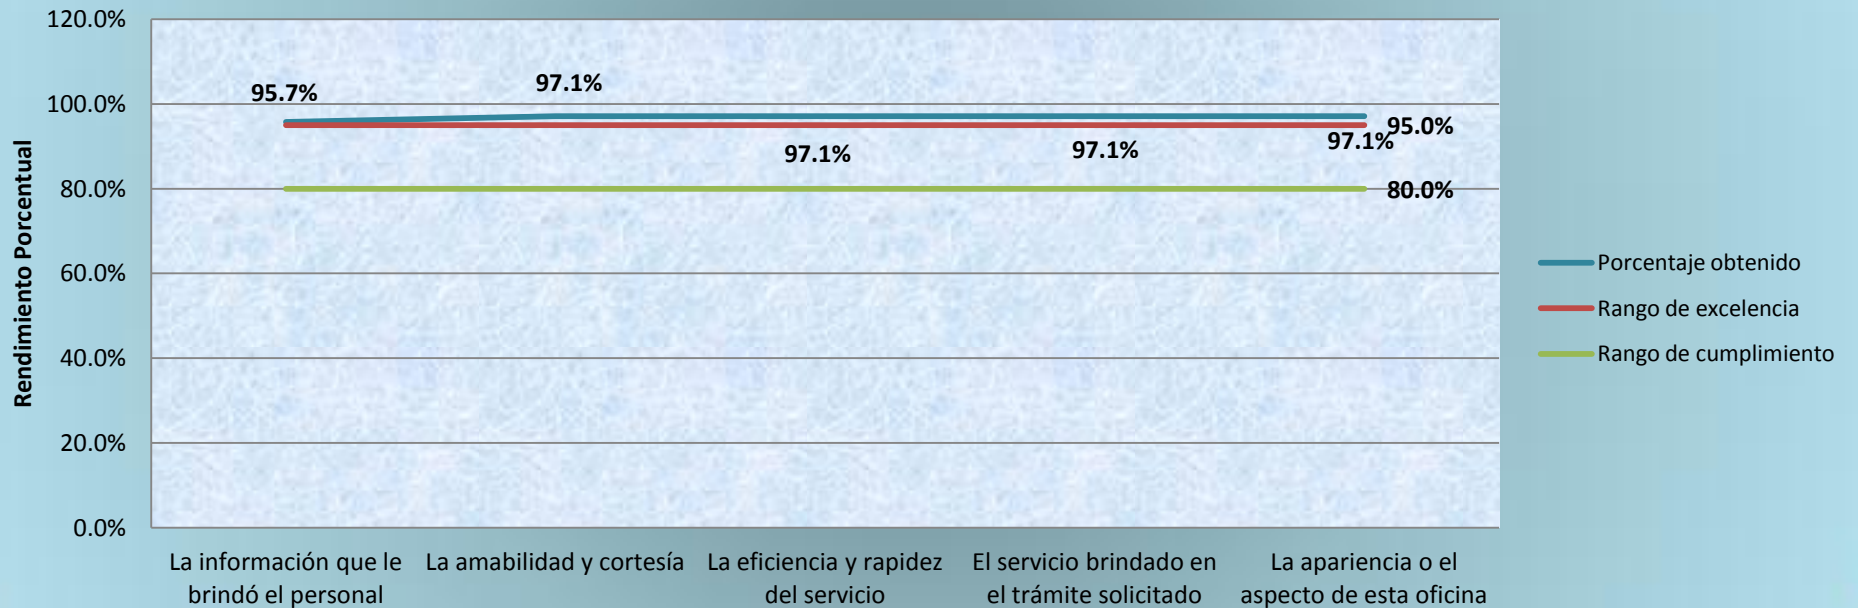 120.0%
100.0%
80.0%
60.0%
40.0%
20.0%
0.0%
Rendimiento Porcentual
95.7%
97.1%
97.1%
97.1%
97.1%
95.0%
80.0%
La información que le
brindó el personal
La amabilidad y cortesía
La eficiencia y rapidez
del servicio
El servicio brindado en
el trámite solicitado
La apariencia o el
aspecto de esta oficina
Porcentaje obtenido
Rango de excelencia
Rango de cumplimiento